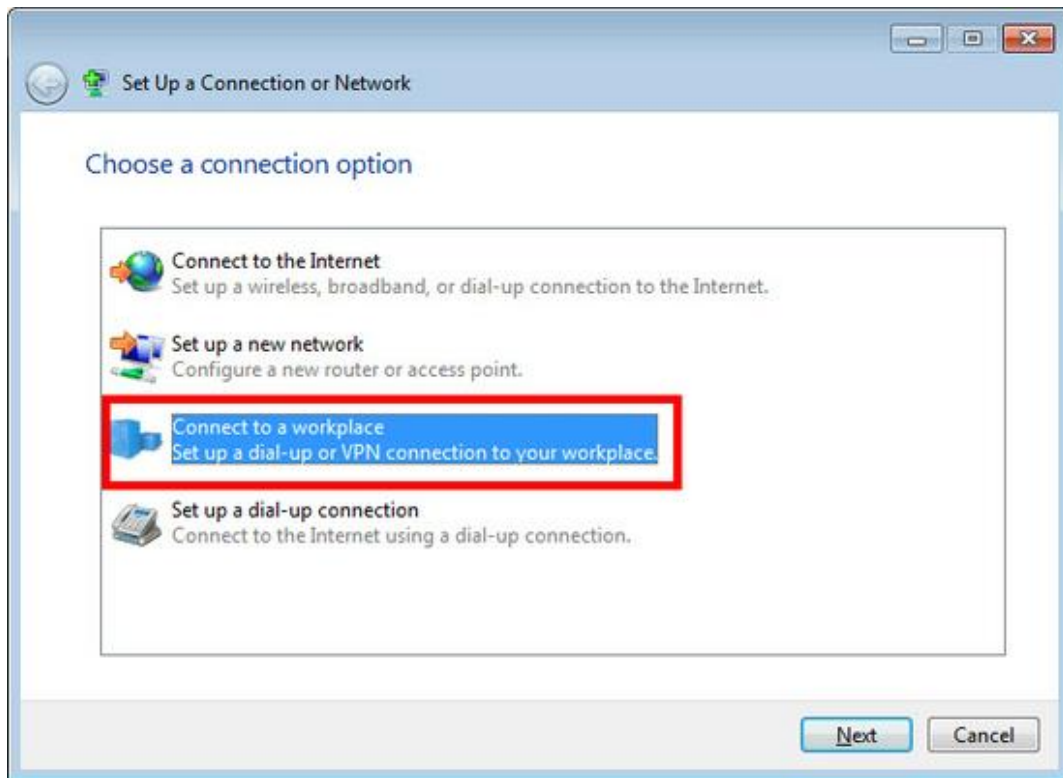 Set Up a Connection or Network
Choose a connection option
Connect to the Internet
Set up a wireless, broadband, or dial-up connection to the Internet.
Set up a new network
Configure a new router or access point.
Connect to a workplace
Set up a dial-up or VPN connection to your workplace.
Set up a dial-up connection
Connect to the Internet using a dial-up connection.
Next
Cancel